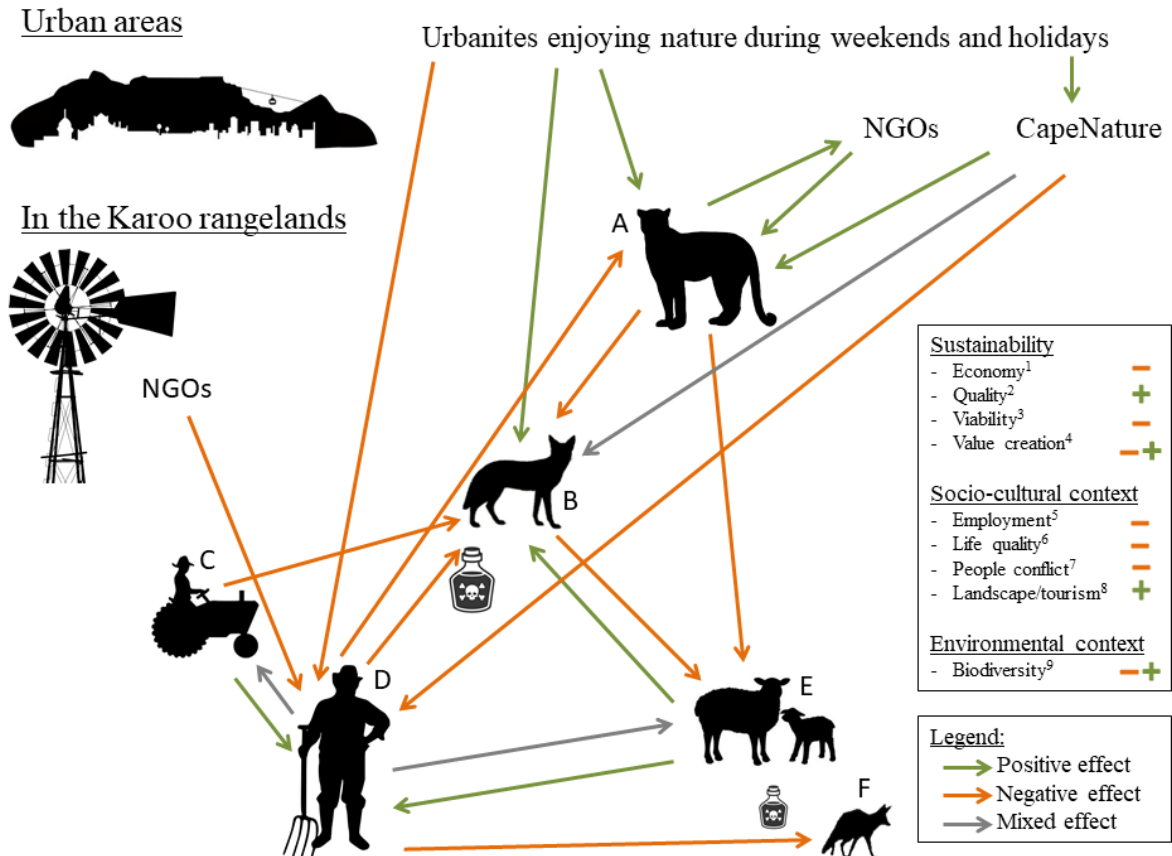 Urban areas
Urbanites enjoying nature during weekends and holidays
NGOs
CapeNature
In the Karoo rangelands
A
NGOs
B
C
D
E
F
Sustainability
- Economy¹ −
- Quality² +
- Viability³ −
- Value creation⁴ − +
Socio-cultural context
- Employment⁵ −
- Life quality⁶ −
- People conflict⁷ −
- Landscape/tourism⁸ +
Environmental context
- Biodiversity⁹ − +
Legend:
Positive effect
Negative effect
Mixed effect